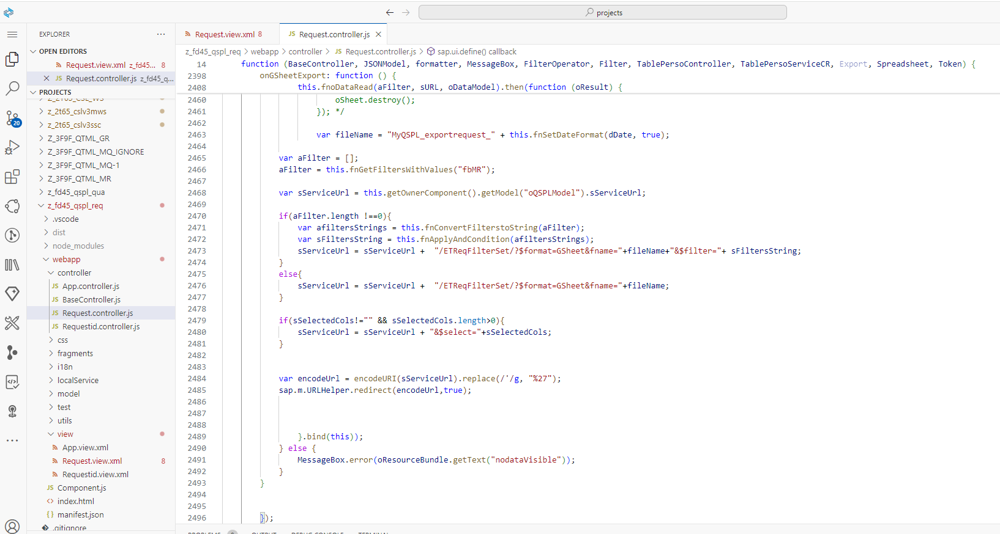 projects
EXPLORER
OPEN EDITORS
Request.view.xml z_fd45... 8
JS Request.controller.js z_fd45_q...
PROJECTS
z_2t65_cslv3mws
z_2t65_cslv3ssc
Z_3F9F_QTML_GR
Z_3F9F_QTML_MQ_IGNORE
Z_3F9F_QTML_MQ-1
Z_3F9F_QTML_MR
z_fd45_qspl_qua
z_fd45_qspl_req
.vscode
dist
node_modules
webapp
controller
JS App.controller.js
JS BaseController.js
JS Request.controller.js
JS Requestid.controller.js
css
fragments
i18n
localService
model
test
utils
view
App.view.xml
Request.view.xml 8
Requestid.view.xml
JS Component.js
<> index.html
{} manifest.json
.gitignore
20
Request.view.xml 8
JS Request.controller.js
z_fd45_qspl_req > webapp > controller > JS Request.controller.js > sap.ui.define() callback
14 function (BaseController, JSONModel, formatter, MessageBox, FilterOperator, Filter, TablePersoController, TablePersoServiceCR, Export, Spreadsheet, Token) {
2398 onGSheetExport: function () {
2408 this.fnoDataRead(aFilter, sURL, oDataModel).then(function (oResult) {
2460 oSheet.destroy();
2461 }); */
2462
2463 var fileName = "MyQSPL_exportrequest_" + this.fnSetDateFormat(dDate, true);
2464
2465 var aFilter = [];
2466 aFilter = this.fnGetFiltersWithValues("fbMR");
2467
2468 var sServiceUrl = this.getOwnerComponent().getModel("oQSPLModel").sServiceUrl;
2469
2470 if(aFilter.length !==0){
2471 var afiltersStrings = this.fnConvertFilterstoString(aFilter);
2472 var sFiltersString = this.fnApplyAndCondition(afiltersStrings);
2473 sServiceUrl = sServiceUrl + "/ETReqFilterSet/?$format=GSheet&fname="+fileName+"&$filter="+ sFiltersString;
2474 }
2475 else{
2476 sServiceUrl = sServiceUrl + "/ETReqFilterSet/?$format=GSheet&fname="+fileName;
2477 }
2478
2479 if(sSelectedCols!="" && sSelectedCols.length>0){
2480 sServiceUrl = sServiceUrl + "&$select="+sSelectedCols;
2481 }
2482
2483
2484 var encodeUrl = encodeURI(sServiceUrl).replace(/'/g, "%27");
2485 sap.m.URLHelper.redirect(encodeUrl,true);
2486
2487
2488
2489 }.bind(this));
2490 } else {
2491 MessageBox.error(oResourceBundle.getText("nodataVisible"));
2492 }
2493 }
2494
2495
2496 });
PROBLEMS OUTPUT DEBUG CONSOLE TERMINAL